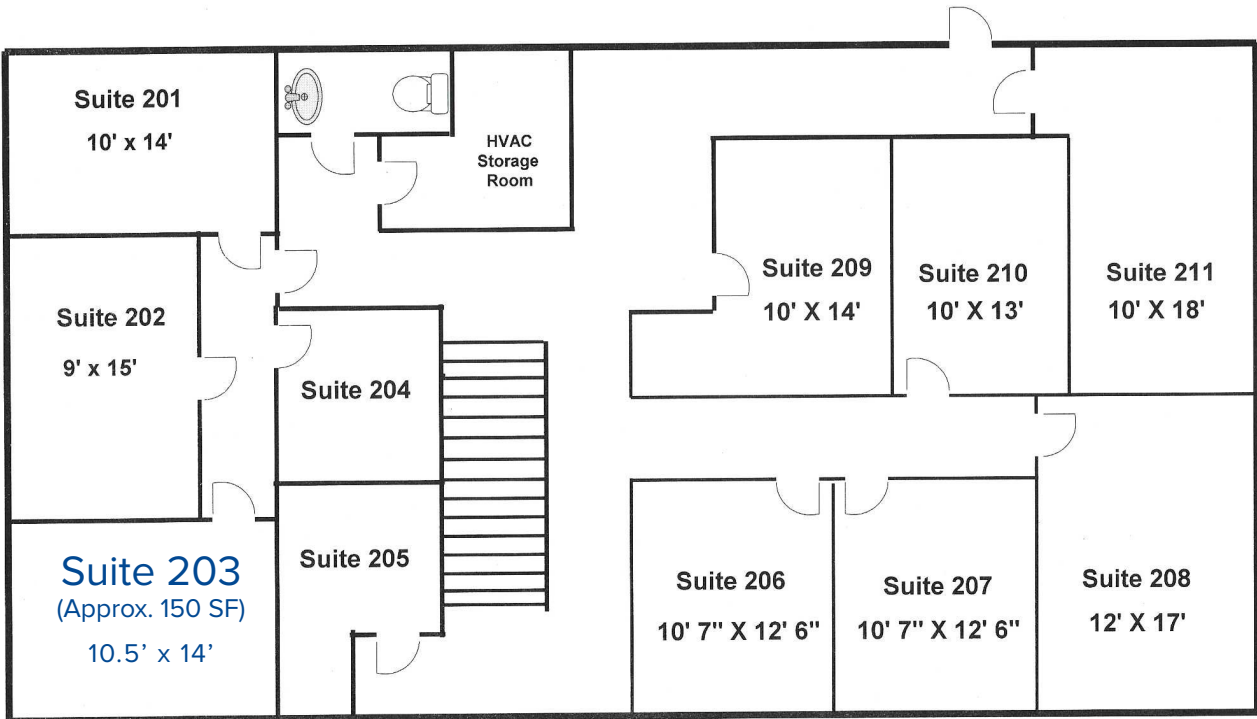 Suite 201
10' x 14'
HVAC
Storage
Room
Suite 202
9' x 15'
Suite 209
10' X 14'
Suite 210
10' X 13'
Suite 211
10' X 18'
Suite 204
Suite 203
(Approx. 150 SF)
10.5’ x 14’
Suite 205
Suite 206
10' 7" X 12' 6"
Suite 207
10' 7" X 12' 6"
Suite 208
12' X 17'